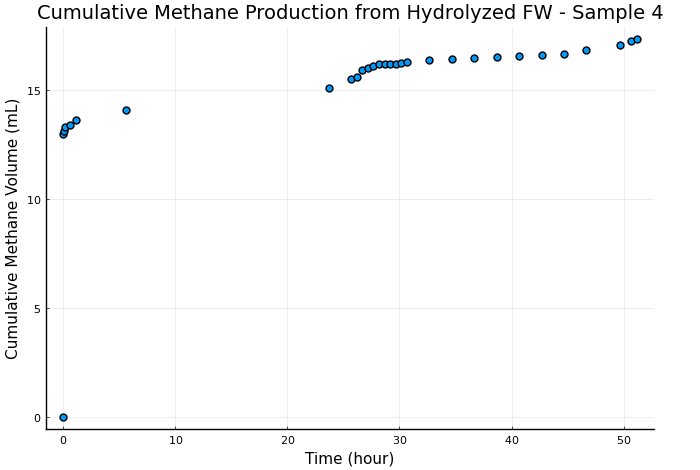 Cumulative Methane Production from Hydrolyzed FW - Sample 4
Cumulative Methane Volume (mL)
15
10
5
0
0 10 20 30 40 50
Time (hour)